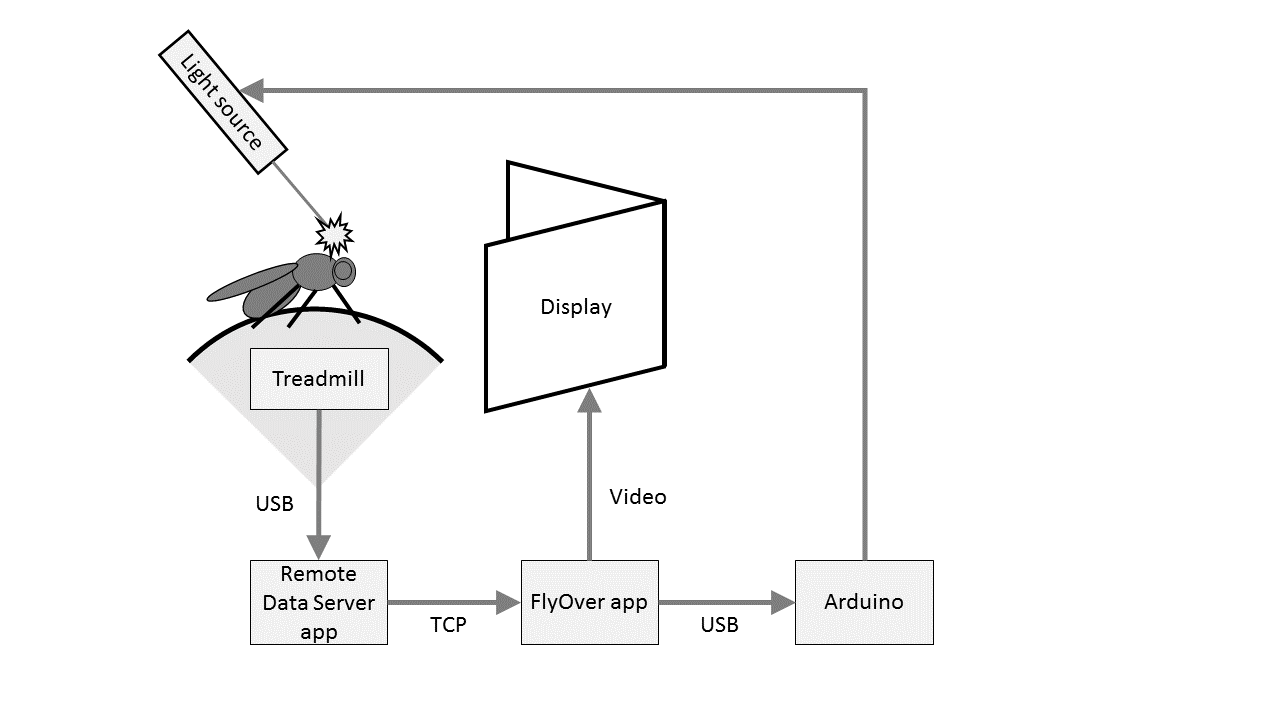 Light source
Display
Treadmill
USB
Video
Remote
Data Server
app
TCP
FlyOver app
USB
Arduino